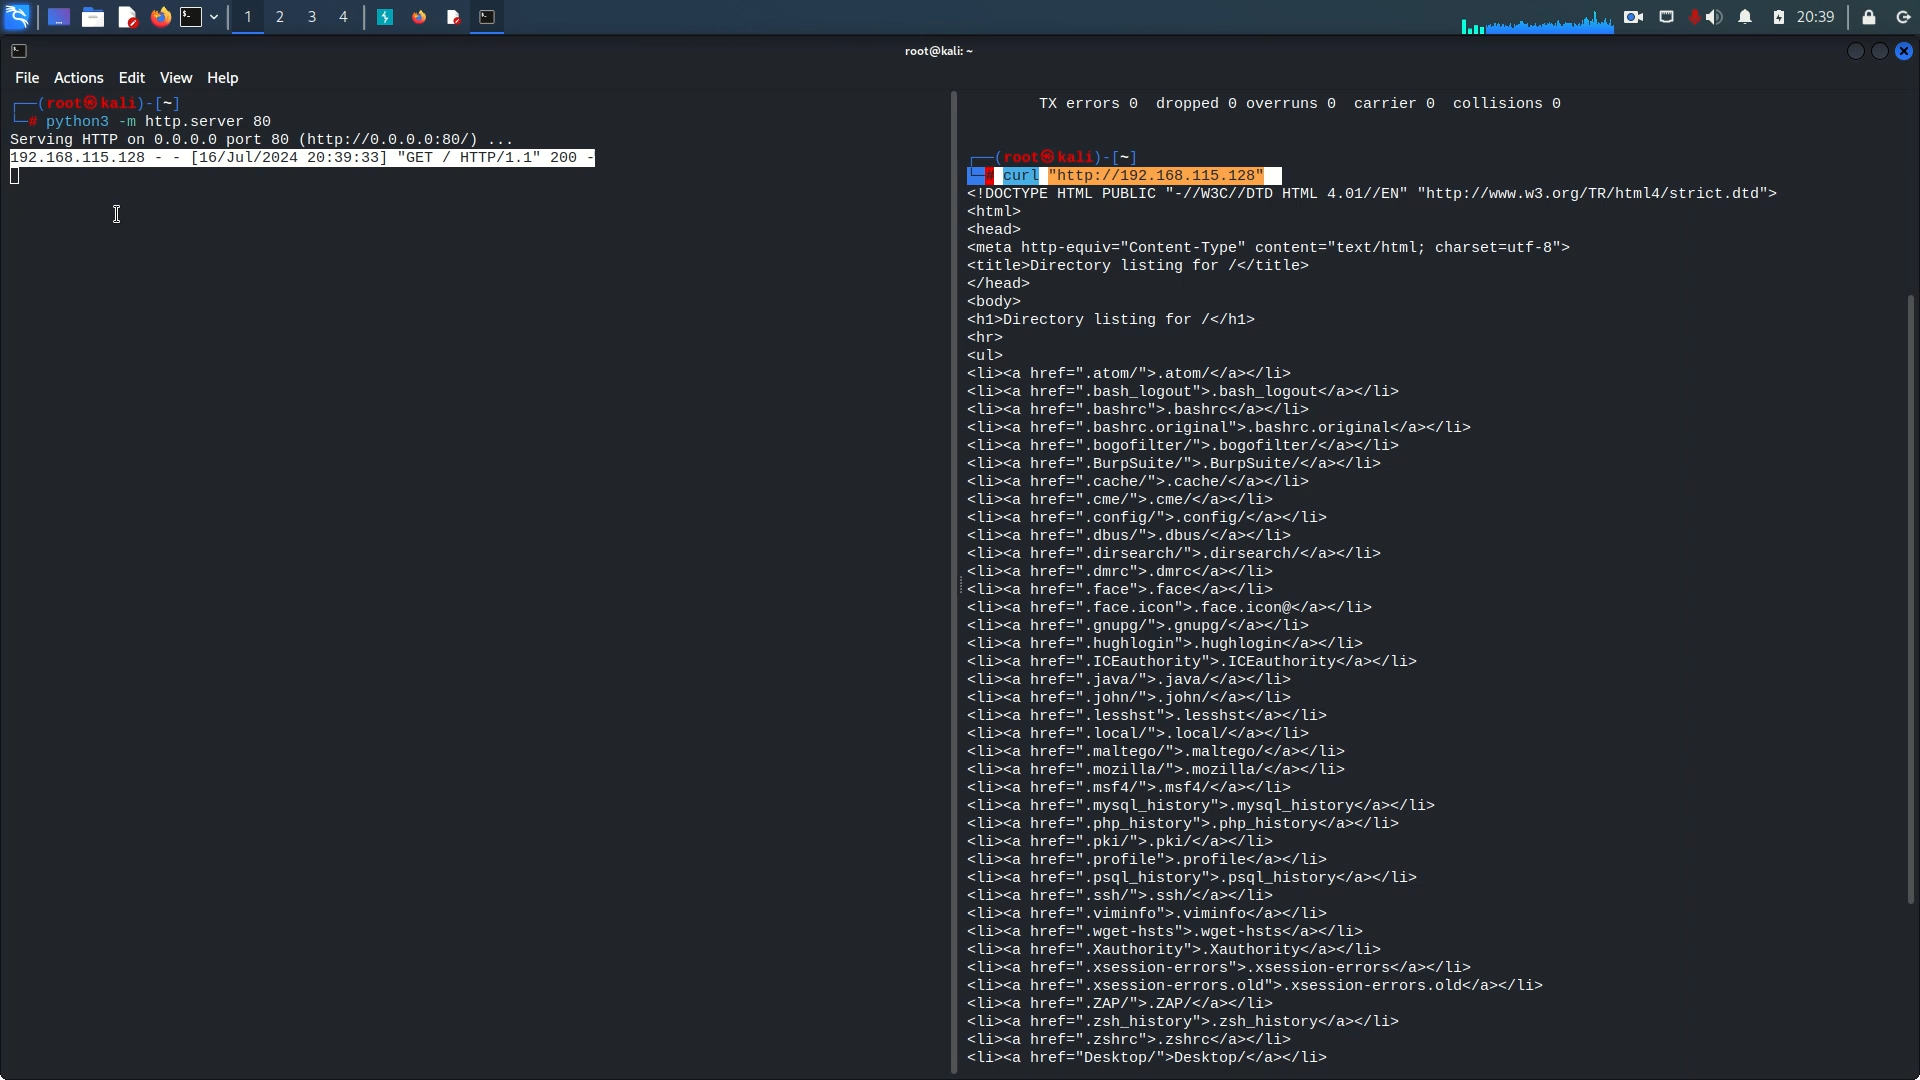 1 2 3 4 20:39
root@kali: ~
File Actions Edit View Help
┌──(root㉿kali)-[~]
└─# python3 -m http.server 80
Serving HTTP on 0.0.0.0 port 80 (http://0.0.0.0:80/) ...
192.168.115.128 - - [16/Jul/2024 20:39:33] "GET / HTTP/1.1" 200 -
TX errors 0  dropped 0 overruns 0  carrier 0  collisions 0
┌──(root㉿kali)-[~]
└─# curl "http://192.168.115.128"
<!DOCTYPE HTML PUBLIC "-//W3C//DTD HTML 4.01//EN" "http://www.w3.org/TR/html4/strict.dtd">
<html>
<head>
<meta http-equiv="Content-Type" content="text/html; charset=utf-8">
<title>Directory listing for /</title>
</head>
<body>
<h1>Directory listing for /</h1>
<hr>
<ul>
<li><a href=".atom/">.atom/</a></li>
<li><a href=".bash_logout">.bash_logout</a></li>
<li><a href=".bashrc">.bashrc</a></li>
<li><a href=".bashrc.original">.bashrc.original</a></li>
<li><a href=".bogofilter/">.bogofilter/</a></li>
<li><a href=".BurpSuite/">.BurpSuite/</a></li>
<li><a href=".cache/">.cache/</a></li>
<li><a href=".cme/">.cme/</a></li>
<li><a href=".config/">.config/</a></li>
<li><a href=".dbus/">.dbus/</a></li>
<li><a href=".dirsearch/">.dirsearch/</a></li>
<li><a href=".dmrc">.dmrc</a></li>
<li><a href=".face">.face</a></li>
<li><a href=".face.icon">.face.icon@</a></li>
<li><a href=".gnupg/">.gnupg/</a></li>
<li><a href=".hughlogin">.hughlogin</a></li>
<li><a href=".ICEauthority">.ICEauthority</a></li>
<li><a href=".java/">.java/</a></li>
<li><a href=".john/">.john/</a></li>
<li><a href=".lesshst">.lesshst</a></li>
<li><a href=".local/">.local/</a></li>
<li><a href=".maltego/">.maltego/</a></li>
<li><a href=".mozilla/">.mozilla/</a></li>
<li><a href=".msf4/">.msf4/</a></li>
<li><a href=".mysql_history">.mysql_history</a></li>
<li><a href=".php_history">.php_history</a></li>
<li><a href=".pki/">.pki/</a></li>
<li><a href=".profile">.profile</a></li>
<li><a href=".psql_history">.psql_history</a></li>
<li><a href=".ssh/">.ssh/</a></li>
<li><a href=".viminfo">.viminfo</a></li>
<li><a href=".wget-hsts">.wget-hsts</a></li>
<li><a href=".Xauthority">.Xauthority</a></li>
<li><a href=".xsession-errors">.xsession-errors</a></li>
<li><a href=".xsession-errors.old">.xsession-errors.old</a></li>
<li><a href=".ZAP/">.ZAP/</a></li>
<li><a href=".zsh_history">.zsh_history</a></li>
<li><a href=".zshrc">.zshrc</a></li>
<li><a href="Desktop/">Desktop/</a></li>